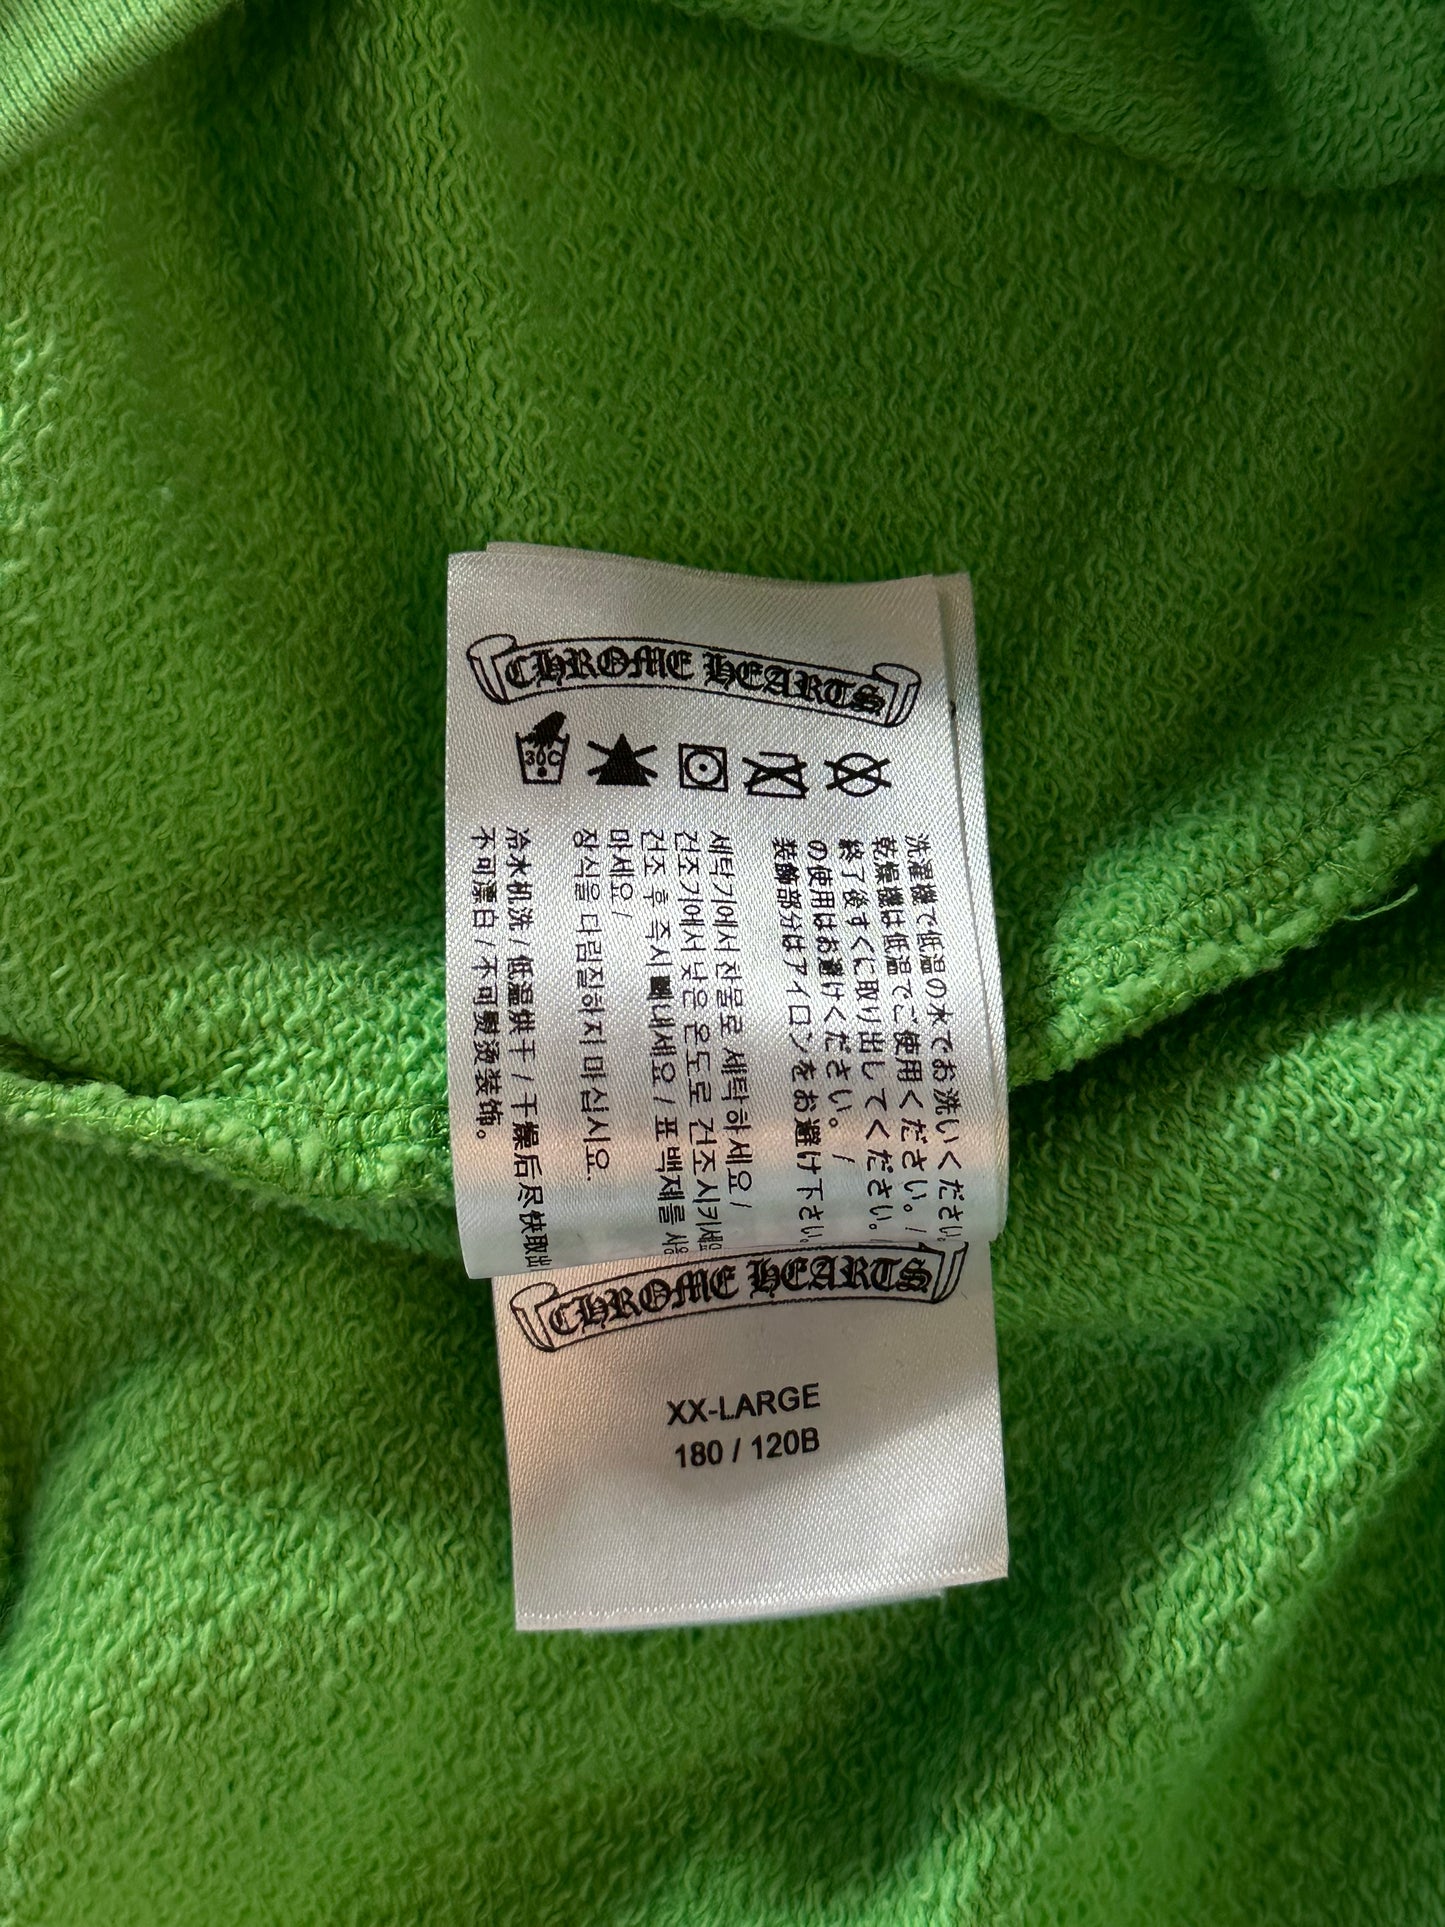 CHROME HEARTS
30C
洗濯機で低温の水でお洗いください。
乾燥機は低温でご使用ください。/
終了後すぐに取り出してください。
の使用はお避けください。/
装飾部分はアイロンをお避け下さい。
세탁기에서 찬물로 세탁하세요 /
건조기에서 낮은 온도로 건조시키세요
건조 후 즉시 빼내세요 / 표백제를
마세요 /
장식을 다림질하지 마십시오.
冷水机洗 / 低温烘干 / 干燥后尽快取出
不可漂白 / 不可熨烫装饰。
CHROME HEARTS
XX-LARGE
180 / 120B